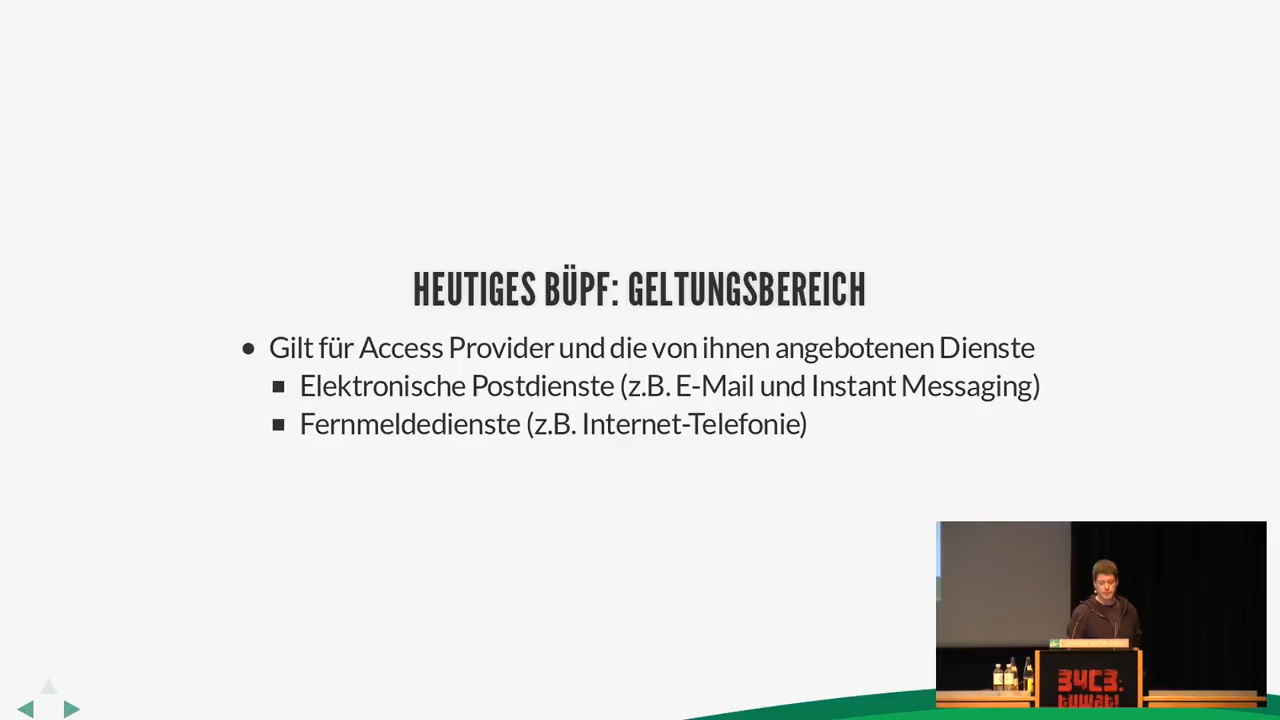 HEUTIGES BÜPF: GELTUNGSBEREICH
Gilt für Access Provider und die von ihnen angebotenen Dienste
Elektronische Postdienste (z.B. E-Mail und Instant Messaging)
Fernmeldedienste (z.B. Internet-Telefonie)
34C3.
tuwat!